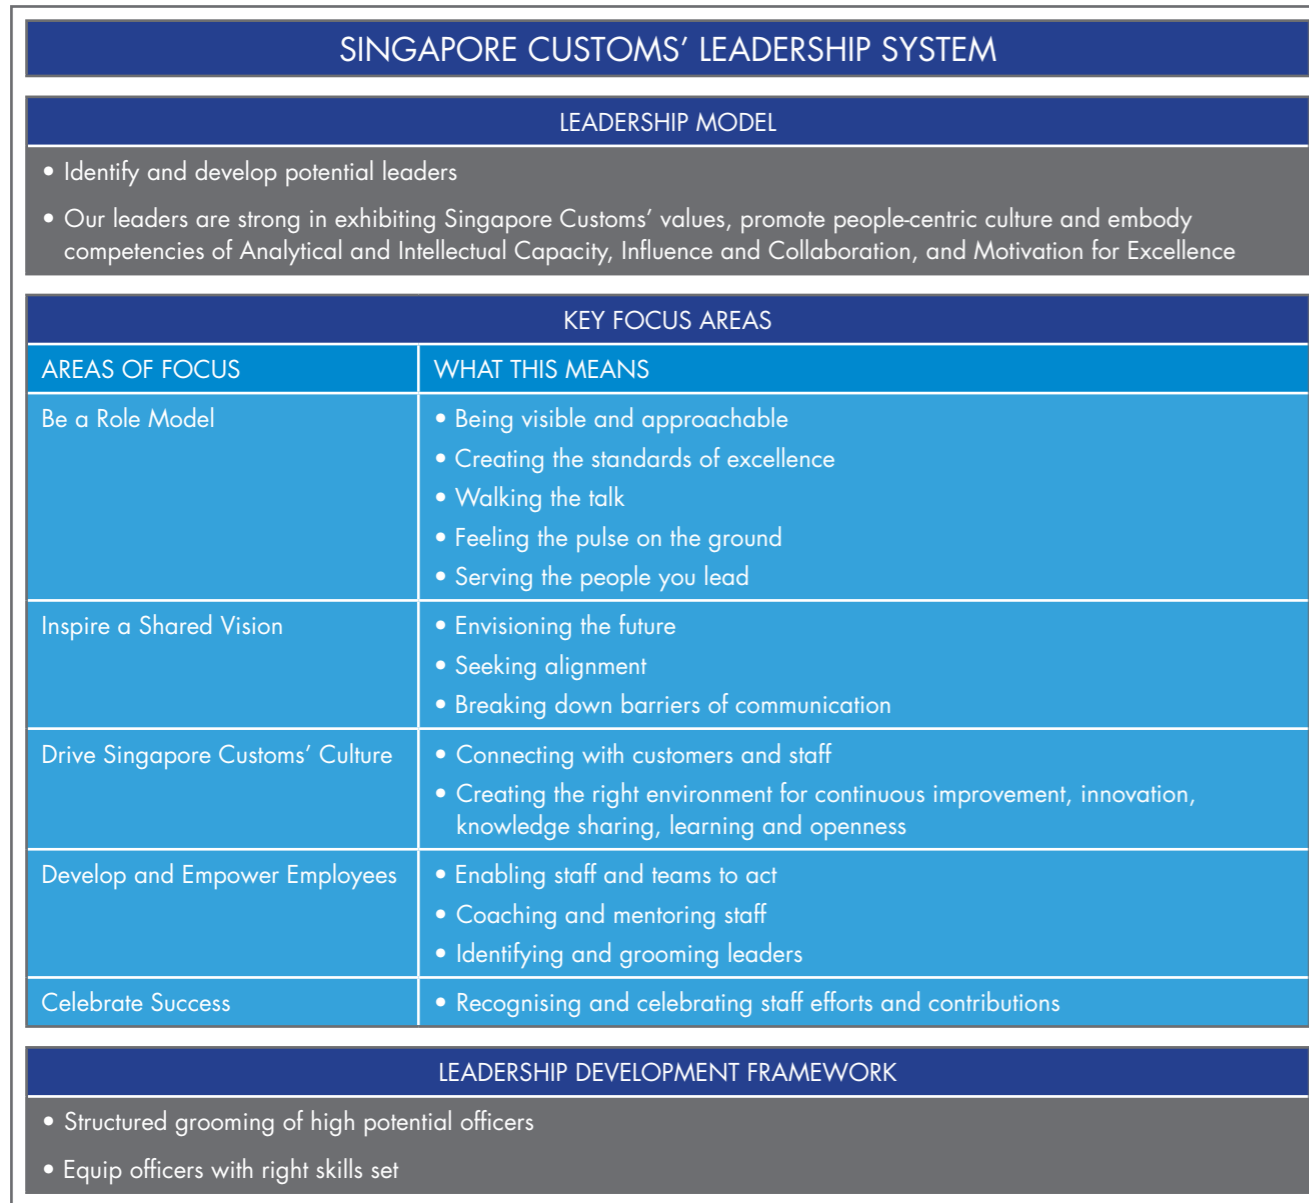 SINGAPORE CUSTOMS’ LEADERSHIP SYSTEM
LEADERSHIP MODEL
• Identify and develop potential leaders
• Our leaders are strong in exhibiting Singapore Customs’ values, promote people-centric culture and embody
competencies of Analytical and Intellectual Capacity, Influence and Collaboration, and Motivation for Excellence
KEY FOCUS AREAS
AREAS OF FOCUS
WHAT THIS MEANS
Be a Role Model
• Being visible and approachable
• Creating the standards of excellence
• Walking the talk
• Feeling the pulse on the ground
• Serving the people you lead
Inspire a Shared Vision
• Envisioning the future
• Seeking alignment
• Breaking down barriers of communication
Drive Singapore Customs’ Culture
• Connecting with customers and staff
• Creating the right environment for continuous improvement, innovation,
knowledge sharing, learning and openness
Develop and Empower Employees
• Enabling staff and teams to act
• Coaching and mentoring staff
• Identifying and grooming leaders
Celebrate Success
• Recognising and celebrating staff efforts and contributions
LEADERSHIP DEVELOPMENT FRAMEWORK
• Structured grooming of high potential officers
• Equip officers with right skills set